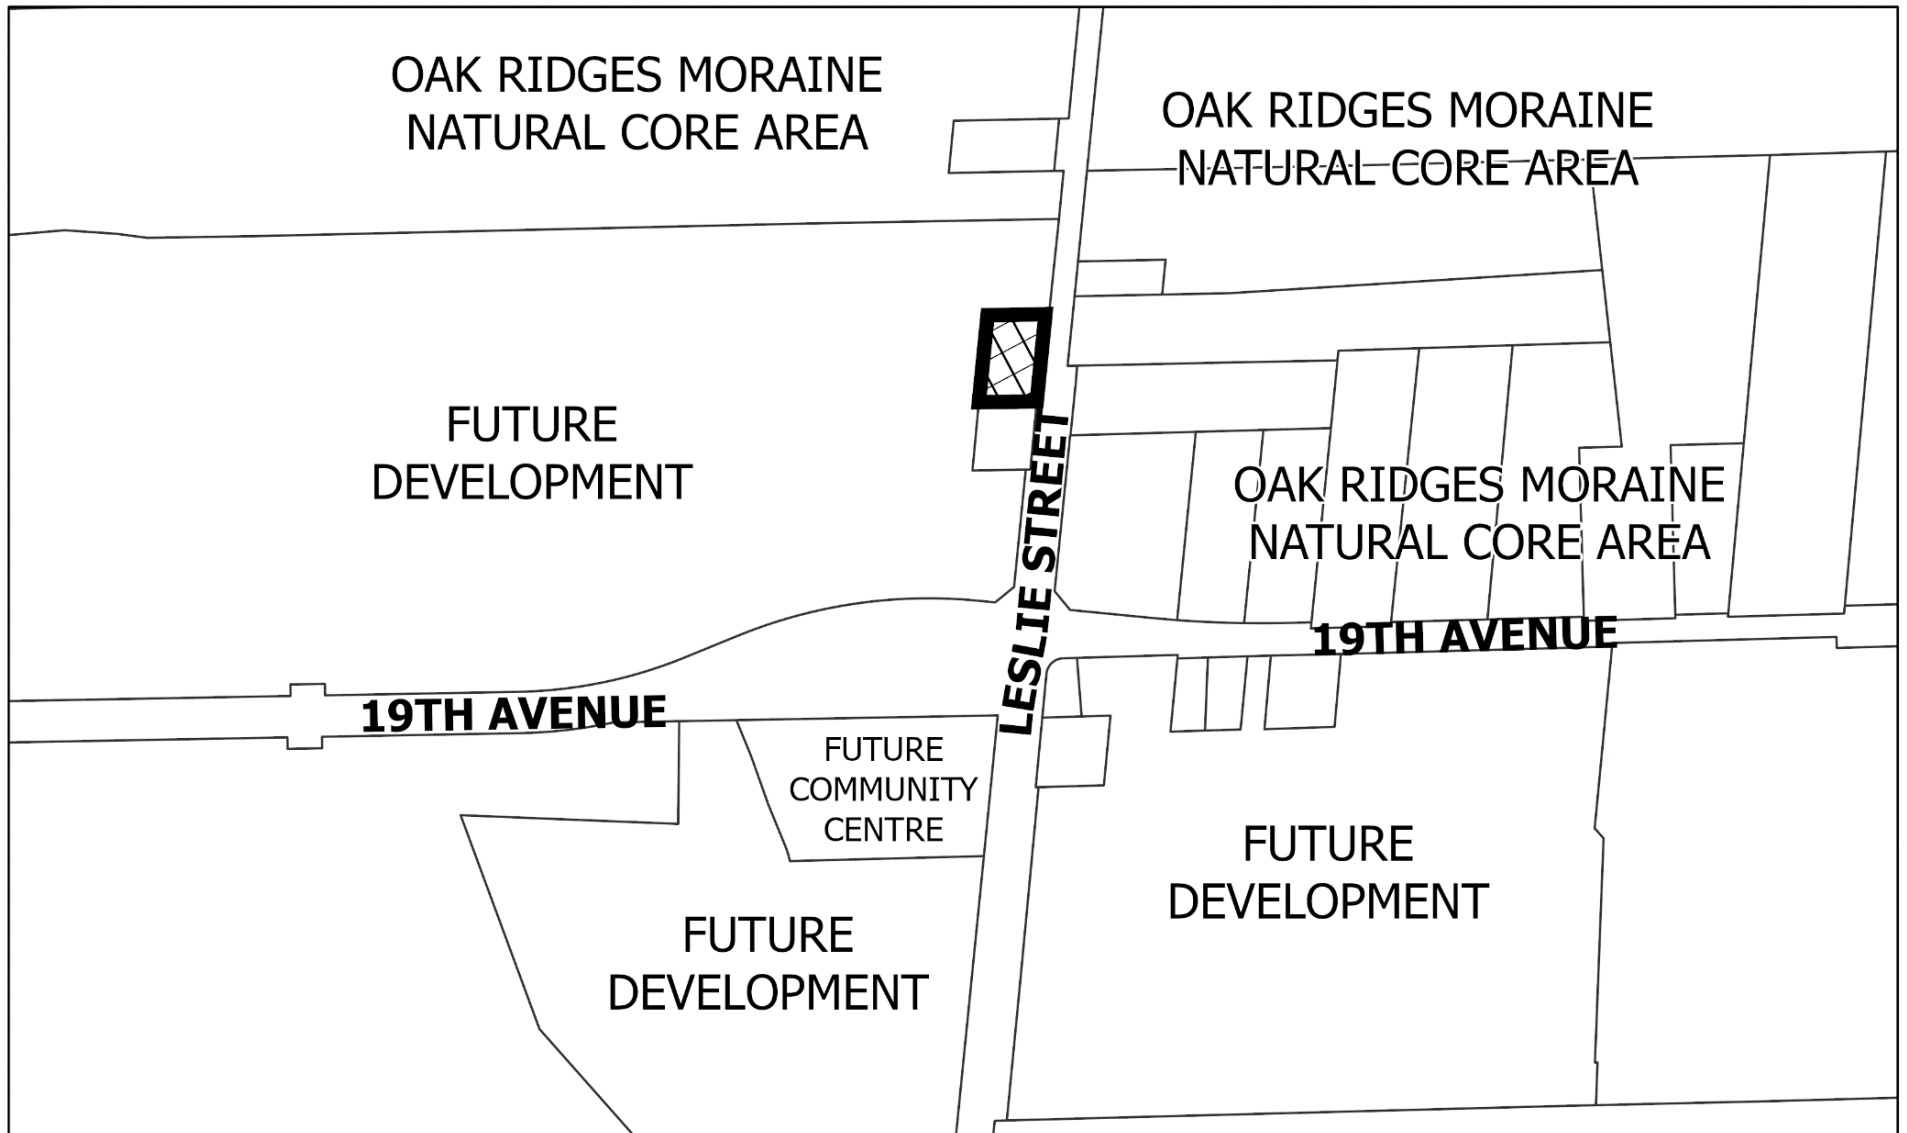 OAK RIDGES MORAINE
NATURAL CORE AREA
OAK RIDGES MORAINE
NATURAL CORE AREA
FUTURE
DEVELOPMENT
LESLIE STREET
OAK RIDGES MORAINE
NATURAL CORE AREA
19TH AVENUE
19TH AVENUE
FUTURE
COMMUNITY
CENTRE
FUTURE
DEVELOPMENT
FUTURE
DEVELOPMENT